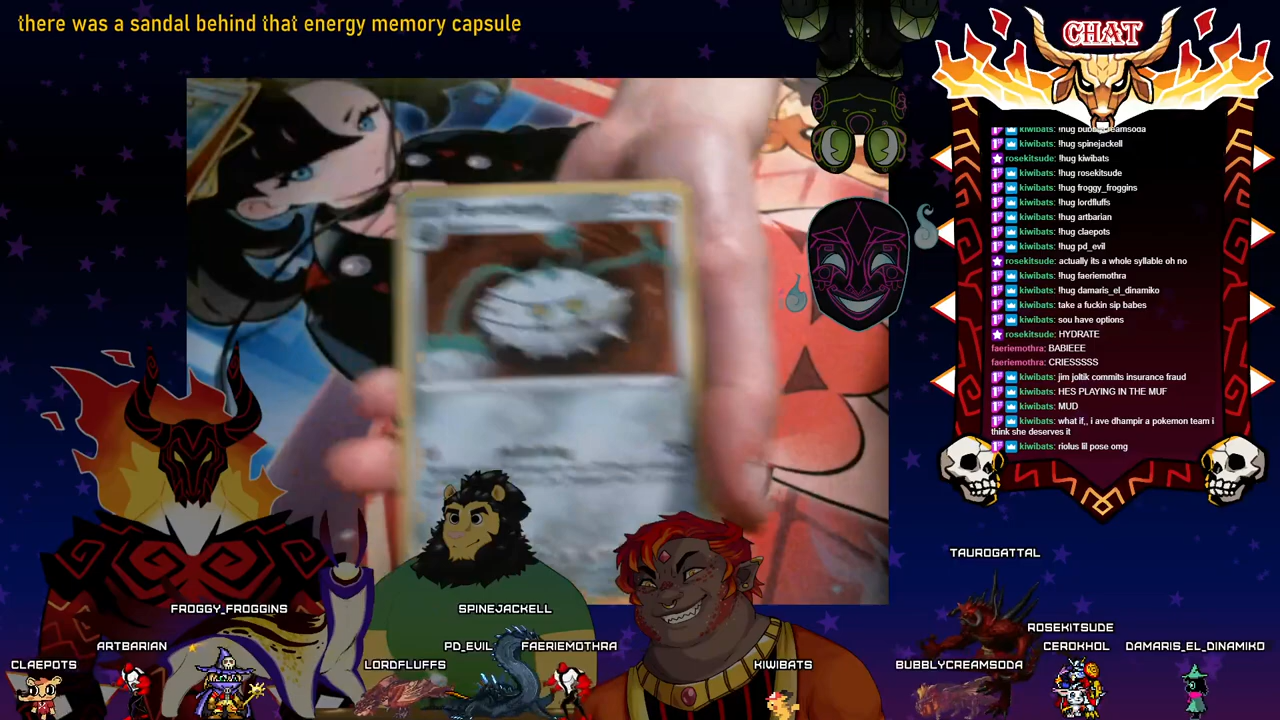 there was a sandal behind that energy memory capsule
CHAT
kiwibats: !hug bubblycreamsoda
kiwibats: !hug spinejackell
rosekitsude: !hug kiwibats
kiwibats: !hug rosekitsude
kiwibats: !hug froggy_froggins
kiwibats: !hug lordfluffs
kiwibats: !hug artbarian
kiwibats: !hug claepots
kiwibats: !hug pd_evil
rosekitsude: actually its a whole syllable oh no
kiwibats: !hug faeriemothra
kiwibats: !hug damaris_el_dinamiko
kiwibats: take a fuckin sip babes
kiwibats: sou have options
rosekitsude: HYDRATE
faeriemothra: BABIEEE
faeriemothra: CRIESSSSS
kiwibats: jim joltik commits insurance fraud
kiwibats: HES PLAYING IN THE MUF
kiwibats: MUD
kiwibats: what if,, i ave dhampir a pokemon team i
think she deserves it
kiwibats: riolus lil pose omg
TAUROGATTAL
FROGGY_FROGGINS
SPINEJACKELL
ROSEKITSUDE
ARTBARIAN
PD_EVIL
FAERIEMOTHRA
CEROKHOL
DAMARIS_EL_DINAMIKO
CLAEPOTS
LORDFLUFFS
KIWIBATS
BUBBLYCREAMSODA